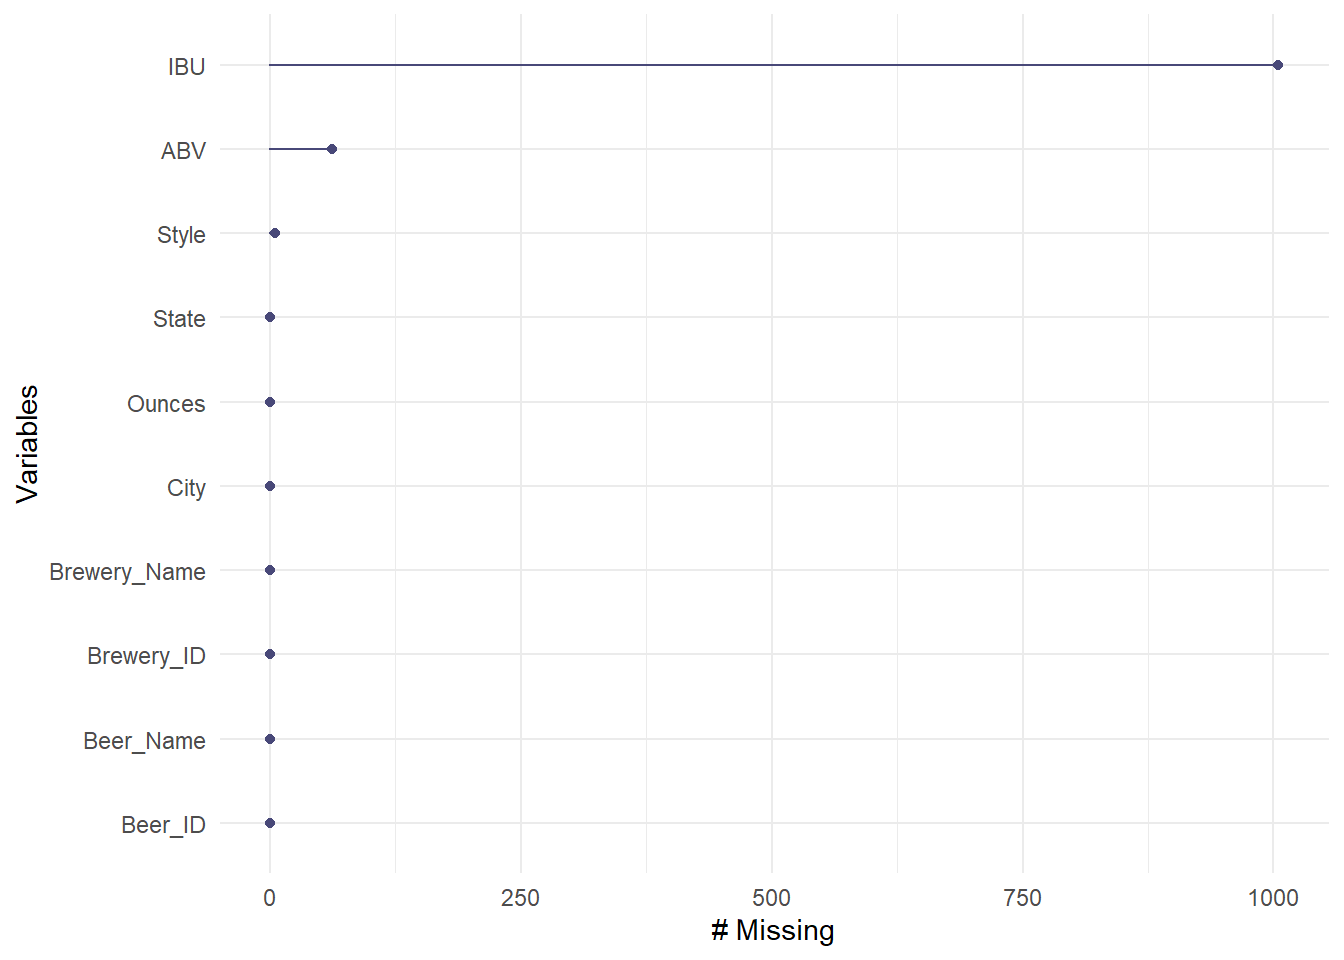 IBU
ABV
Style
State
Ounces
City
Brewery_Name
Brewery_ID
Beer_Name
Beer_ID
Variables
0 250 500 750 1000
# Missing